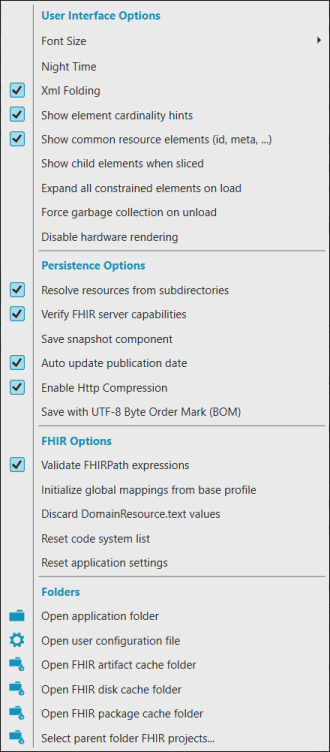 User Interface Options
Font Size
Night Time
Xml Folding
Show element cardinality hints
Show common resource elements (id, meta, ...)
Show child elements when sliced
Expand all constrained elements on load
Force garbage collection on unload
Disable hardware rendering
Persistence Options
Resolve resources from subdirectories
Verify FHIR server capabilities
Save snapshot component
Auto update publication date
Enable Http Compression
Save with UTF-8 Byte Order Mark (BOM)
FHIR Options
Validate FHIRPath expressions
Initialize global mappings from base profile
Discard DomainResource.text values
Reset code system list
Reset application settings
Folders
Open application folder
Open user configuration file
Open FHIR artifact cache folder
Open FHIR disk cache folder
Open FHIR package cache folder
Select parent folder FHIR projects...